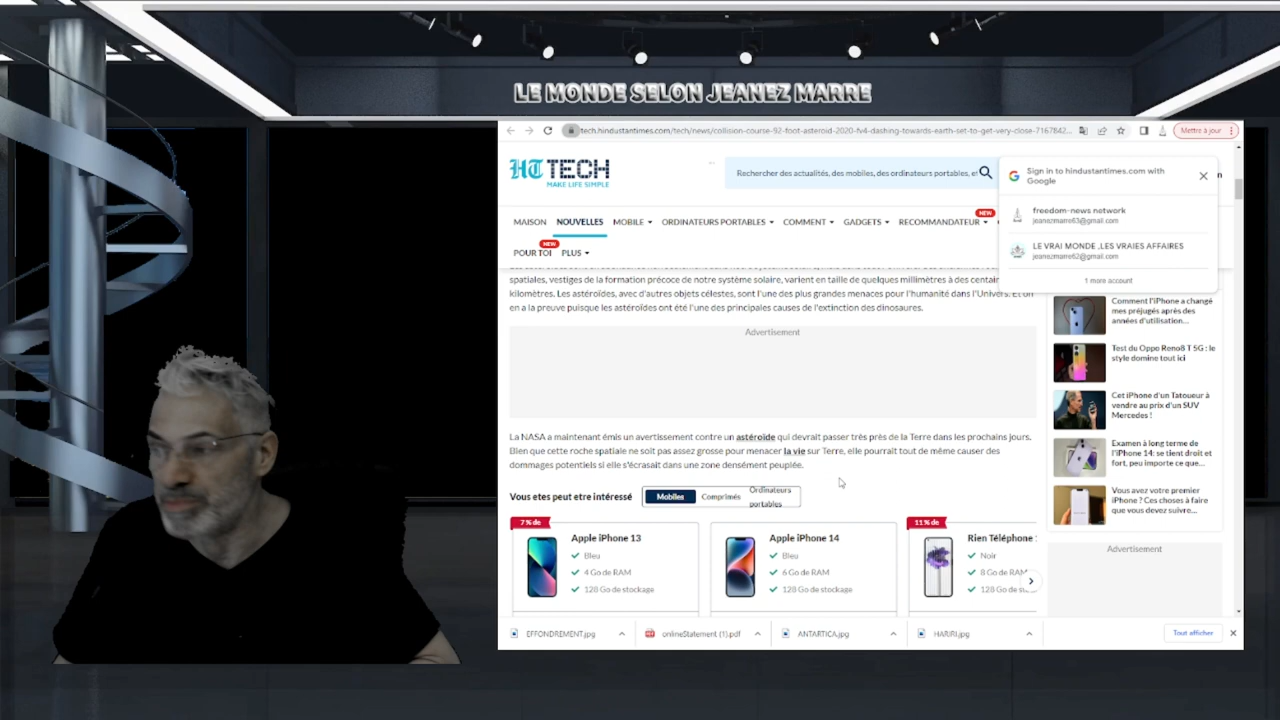 LE MONDE SELON JEANEZ MARRE
tech.hindustantimes.com/tech/news/collision-course-92-foot-asteroid-2020-fv4-dashing-towards-earth-set-to-get-very-close-7167842...
Mettre à jour
HT TECH
MAKE LIFE SIMPLE
Rechercher des actualités, des mobiles, des ordinateurs portables, et
Sign in to hindustantimes.com with
Google
freedom-news network
jeanezmarre63@gmail.com
LE VRAI MONDE .LES VRAIES AFFAIRES
jeanezmarre62@gmail.com
1 more account
MAISON NOUVELLES MOBILE ORDINATEURS PORTABLES COMMENT GADGETS RECOMMANDATEUR NEW
POUR TOI NEW PLUS
spatiales, vestiges de la formation précoce de notre système solaire, varient en taille de quelques millimètres à des centain
kilomètres. Les astéroïdes, avec d'autres objets célestes, sont l'une des plus grandes menaces pour l'humanité dans l'Univers. Et on
en a la preuve puisque les astéroïdes ont été l'une des principales causes de l'extinction des dinosaures.
Advertisement
La NASA a maintenant émis un avertissement contre un astéroïde qui devrait passer très près de la Terre dans les prochains jours.
Bien que cette roche spatiale ne soit pas assez grosse pour menacer la vie sur Terre, elle pourrait tout de même causer des
dommages potentiels si elle s'écrasait dans une zone densément peuplée.
Vous etes peut etre intéressé
Mobiles
Comprimés
Ordinateurs
portables
7 % de
Apple iPhone 13
Bleu
4 Go de RAM
128 Go de stockage
Apple iPhone 14
Bleu
6 Go de RAM
128 Go de stockage
11 % de
Rien Téléphone
Noir
8 Go de RAM
128 Go de
Comment l'iPhone a changé
mes préjugés après des
années d'utilisation...
Test du Oppo Reno8 T 5G : le
style domine tout ici
Cet iPhone d'un Tatoueur à
vendre au prix d'un SUV
Mercedes !
Examen à long terme de
l'iPhone 14: se tient droit et
fort, peu importe ce que...
Vous avez votre premier
iPhone ? Ces choses à faire
que vous devez suivre...
Advertisement
EFFONDREMENT.jpg
onlineStatement (1).pdf
ANTARTICA.jpg
HARIRI.jpg
Tout afficher